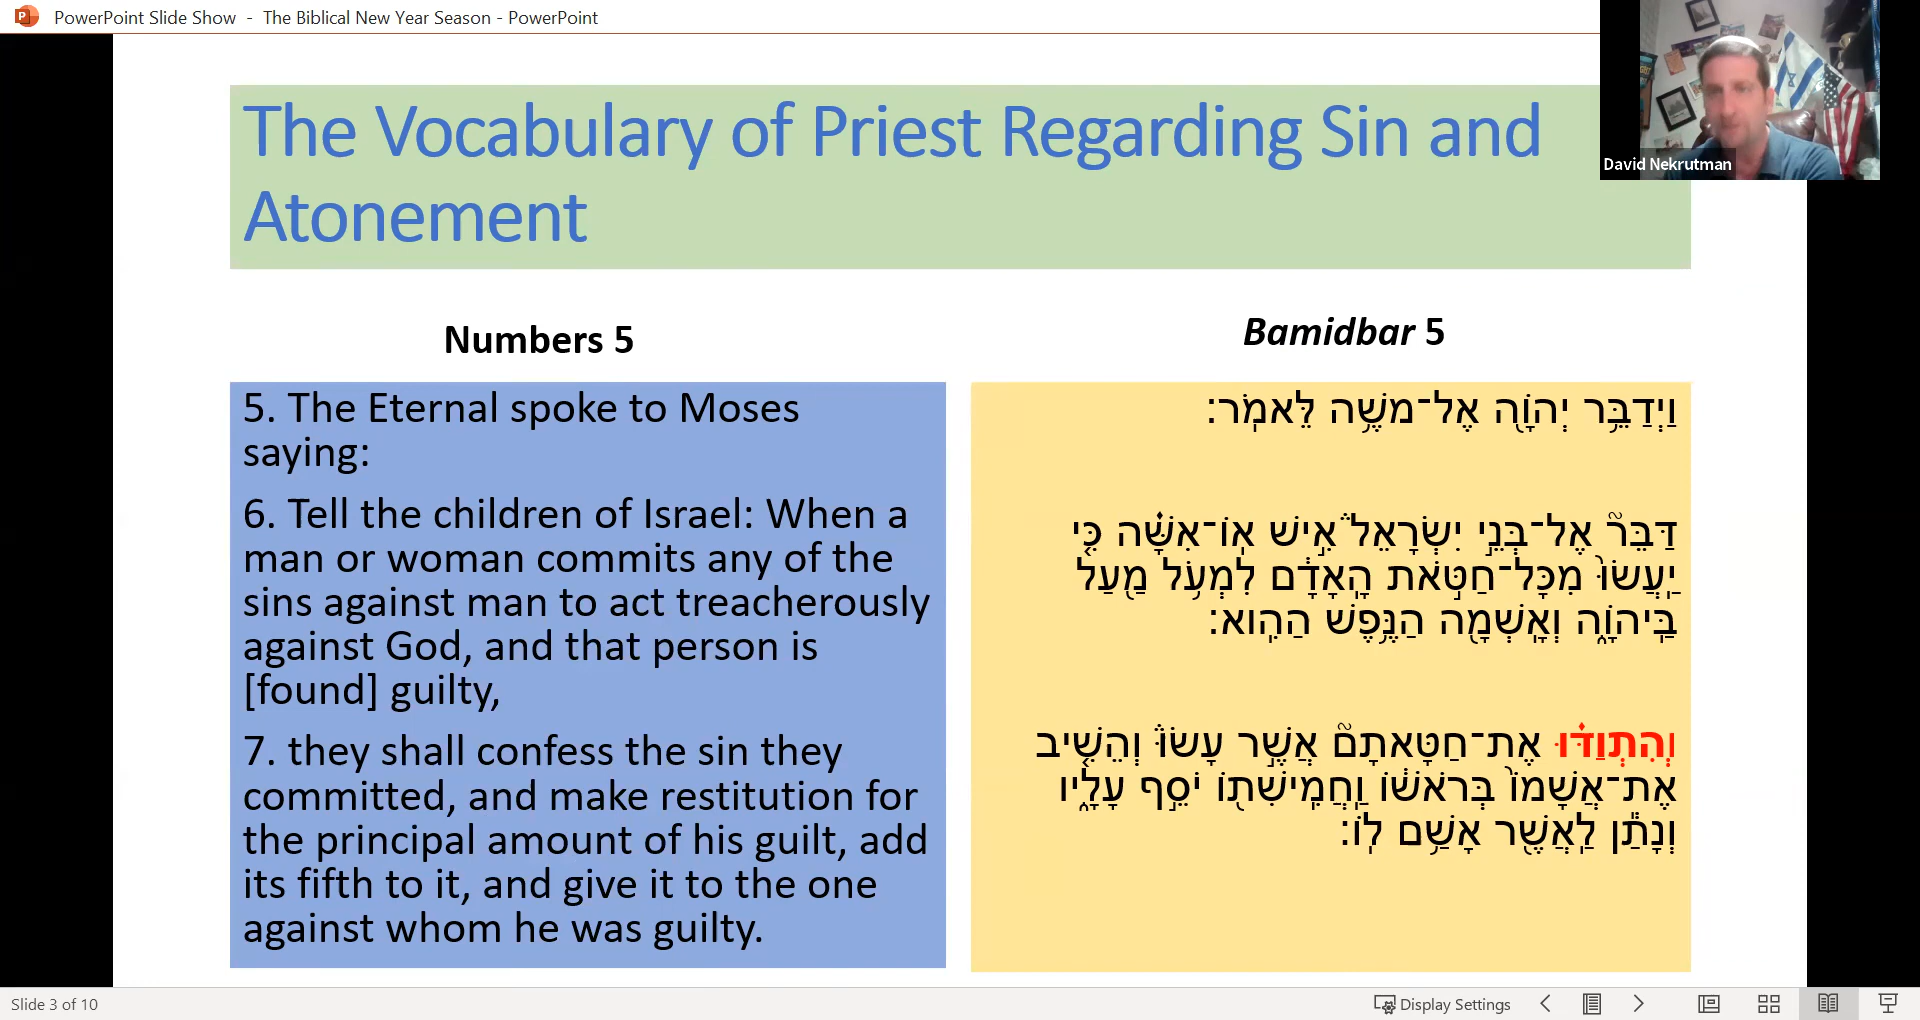 PowerPoint Slide Show - The Biblical New Year Season - PowerPoint
David Nekrutman
The Vocabulary of Priest Regarding Sin and
Atonement
Numbers 5
5. The Eternal spoke to Moses
saying:
6. Tell the children of Israel: When a
man or woman commits any of the
sins against man to act treacherously
against God, and that person is
[found] guilty,
7. they shall confess the sin they
committed, and make restitution for
the principal amount of his guilt, add
its fifth to it, and give it to the one
against whom he was guilty.
Bamidbar 5
וַיְדַבֵּ֥ר יְהוָֹ֖ה אֶל־משֶׁ֥ה לֵּאמֹֽר:
דַּבֵּר֮ אֶל־בְּנֵ֣י יִשְׂרָאֵל֒ אִ֣ישׁ אֽוֹ־אִשָּׁ֗ה כִּ֤י
יַֽעֲשׂוּ֙ מִכָּל־חַטֹּ֣את הָֽאָדָ֔ם לִמְעֹ֥ל מַ֖עַל
בַּֽיהוָֹ֑ה וְאָֽשְׁמָ֖ה הַנֶּ֥פֶשׁ הַהִֽוא:
וְהִתְוַדּ֗וּ אֶת־חַטָּאתָם֮ אֲשֶׁ֣ר עָשׂוּ֒ וְהֵשִׁ֤יב
אֶת־אֲשָׁמוֹ֙ בְּרֹאשׁ֔וֹ וַֽחֲמִֽישִׁת֖וֹ יֹסֵ֣ף עָלָ֑יו
וְנָתַ֕ן לַֽאֲשֶׁ֖ר אָשַׁ֥ם לֽוֹ:
Slide 3 of 10
Display Settings